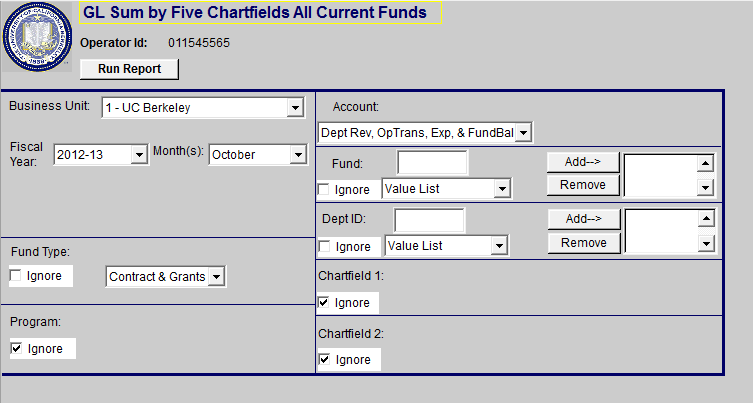 GL Sum by Five Chartfields All Current Funds
Operator Id: 011545565
Run Report
Business Unit: 1 - UC Berkeley
Fiscal Year: 2012-13 Month(s): October
Account:
Dept Rev, OpTrans, Exp, & FundBal
Fund: Add-->
Ignore Value List Remove
Dept ID: Add-->
Ignore Value List Remove
Fund Type:
Ignore Contract & Grants
Chartfield 1:
Ignore
Program:
Ignore
Chartfield 2:
Ignore